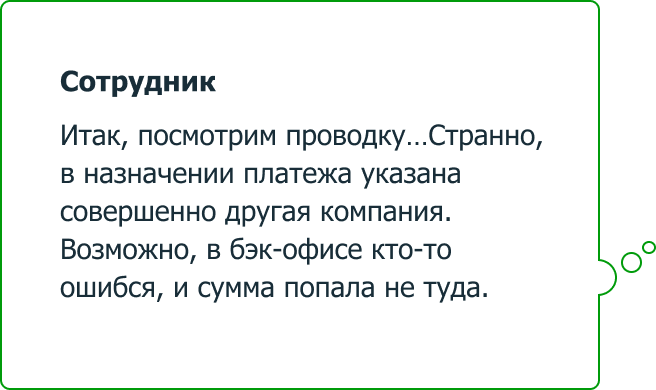 Сотрудник
Итак, посмотрим проводку...Странно,
в назначении платежа указана
совершенно другая компания.
Возможно, в бэк-офисе кто-то
ошибся, и сумма попала не туда.